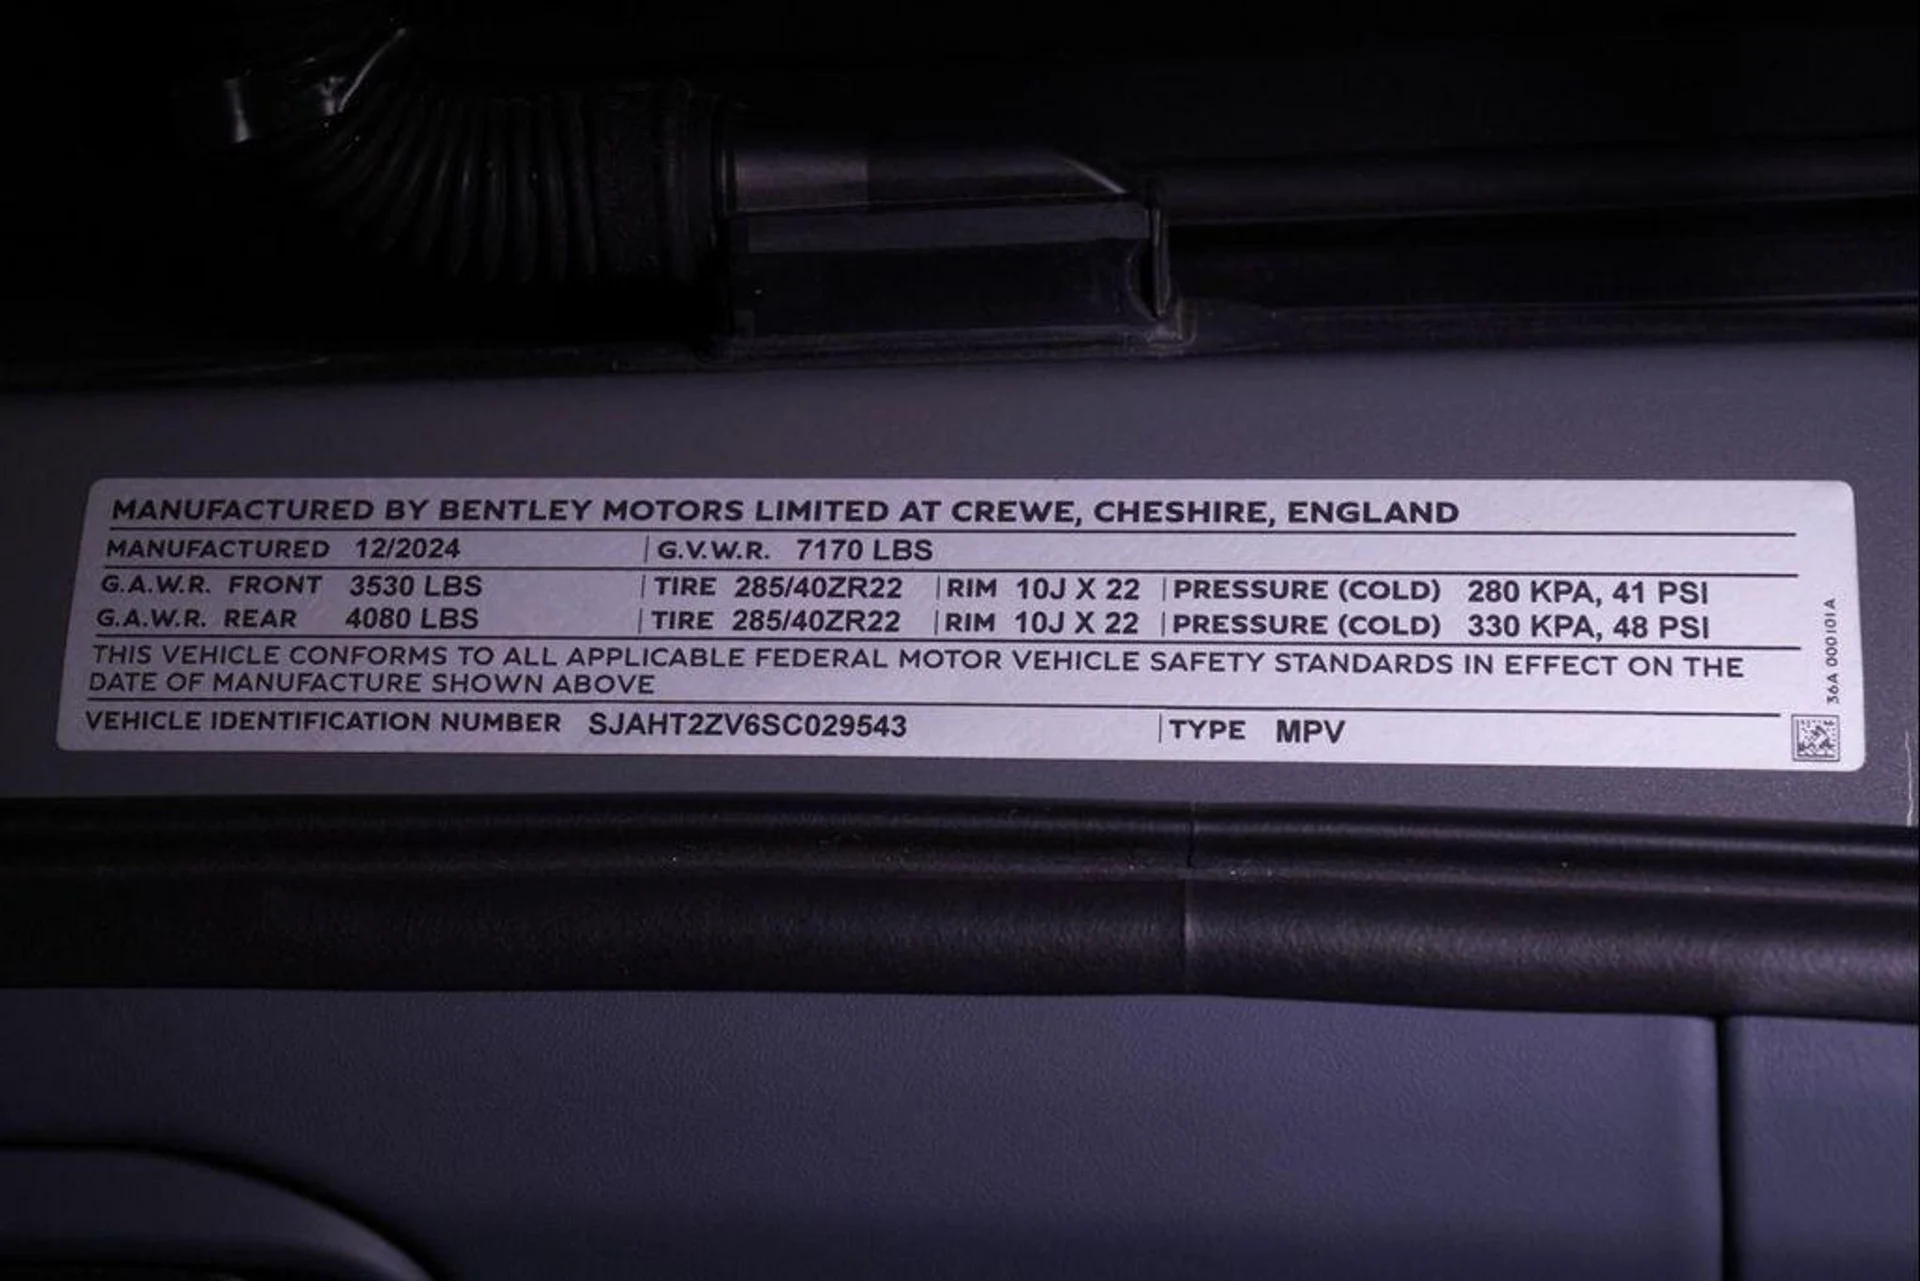 MANUFACTURED BY BENTLEY MOTORS LIMITED AT CREWE, CHESHIRE, ENGLAND
MANUFACTURED 12/2024 G.V.W.R. 7170 LBS
G.A.W.R. FRONT 3530 LBS TIRE 285/40ZR22 RIM 10J X 22 PRESSURE (COLD) 280 KPA, 41 PSI
G.A.W.R. REAR 4080 LBS TIRE 285/40ZR22 RIM 10J X 22 PRESSURE (COLD) 330 KPA, 48 PSI
THIS VEHICLE CONFORMS TO ALL APPLICABLE FEDERAL MOTOR VEHICLE SAFETY STANDARDS IN EFFECT ON THE
DATE OF MANUFACTURE SHOWN ABOVE
VEHICLE IDENTIFICATION NUMBER SJAHT2ZV6SC029543 TYPE MPV
36A 000101A